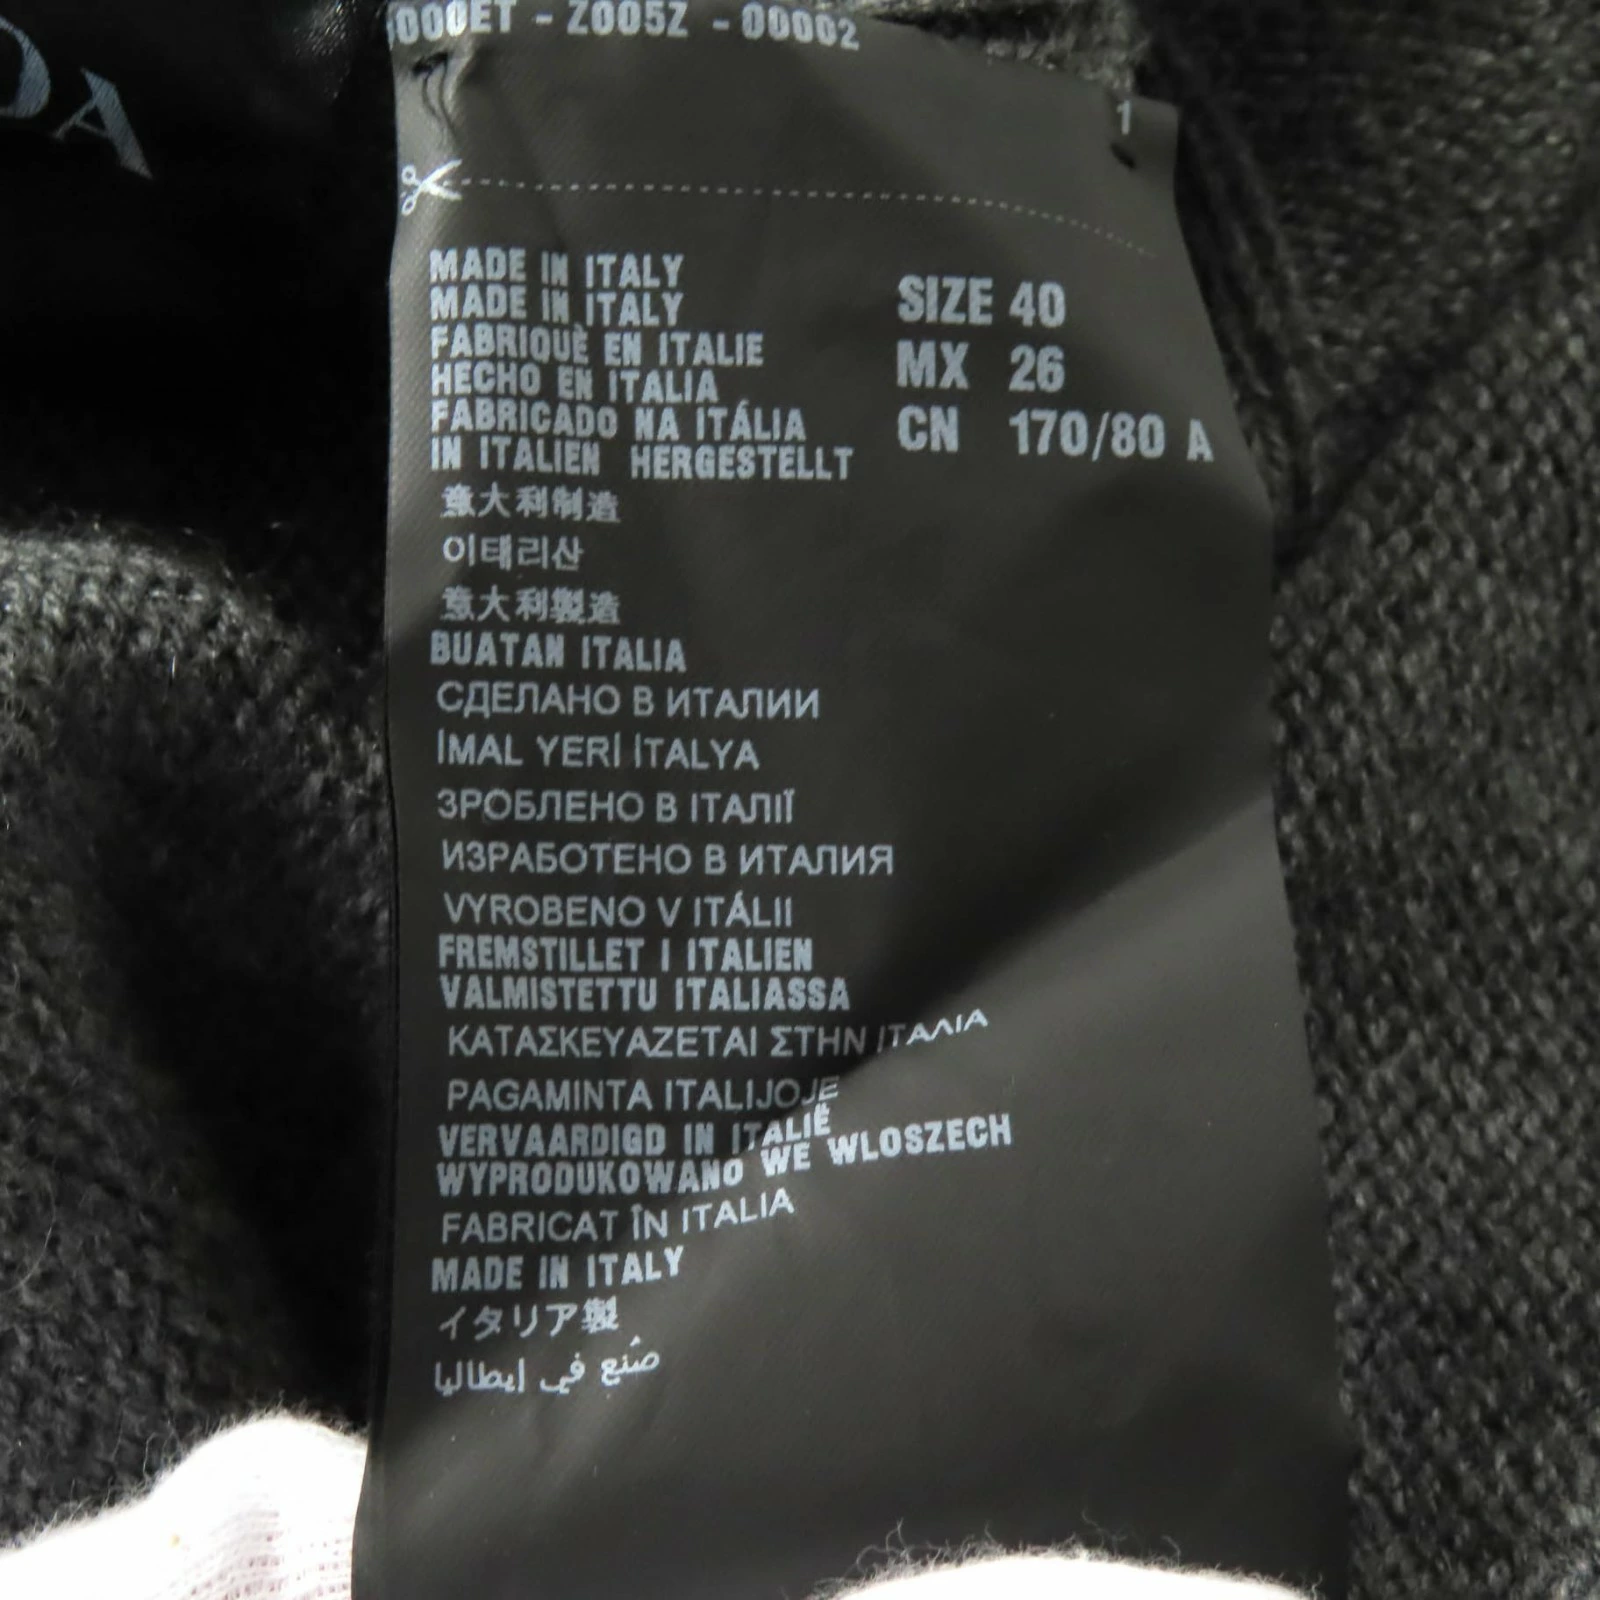 000ET - Z005Z - 00002
DA
1
MADE IN ITALY
MADE IN ITALY
FABRIQUÈ EN ITALIE
HECHO EN ITALIA
FABRICADO NA ITÁLIA
IN ITALIEN HERGESTELLT
SIZE 40
MX 26
CN 170/80 A
意大利制造
이태리산
意大利製造
BUATAN ITALIA
СДЕЛАНО В ИТАЛИИ
İMAL YERİ İTALYA
ЗРОБЛЕНО В ІТАЛІЇ
ИЗРАБОТЕНО В ИТАЛИЯ
VYROBENO V ITÁLII
FREMSTILLET I ITALIEN
VALMISTETTU ITALIASSA
ΚΑΤΑΣΚΕΥΑΖΕΤΑΙ ΣΤΗΝ ΙΤΑΛΙΑ
PAGAMINTA ITALIJOJE
VERVAARDIGD IN ITALIË
WYPRODUKOWANO WE WLOSZECH
FABRICAT ÎN ITALIA
MADE IN ITALY
イタリア製
صُنع في إيطاليا